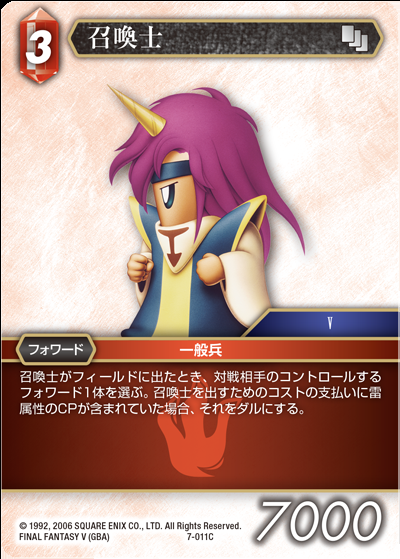 3
召喚士
V
フォワード
一般兵
召喚士がフィールドに出たとき、対戦相手のコントロールする
フォワード1体を選ぶ。召喚士を出すためのコストの支払いに雷
属性のCPが含まれていた場合、それをダルにする。
© 1992, 2006 SQUARE ENIX CO., LTD. All Rights Reserved.
FINAL FANTASY V (GBA)
7-011C
7000